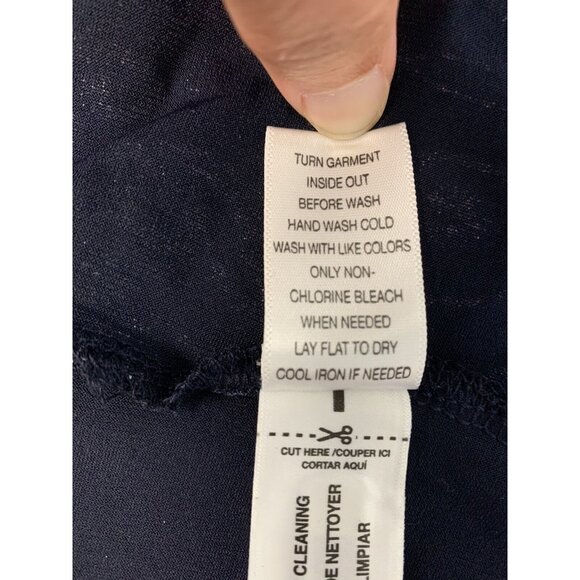 TURN GARMENT
INSIDE OUT
BEFORE WASH
HAND WASH COLD
WASH WITH LIKE COLORS
ONLY NON-
CHLORINE BLEACH
WHEN NEEDED
LAY FLAT TO DRY
COOL IRON IF NEEDED
CUT HERE /COUPER ICI
CORTAR AQUÍ
CLEANING
DE NETTOYER
LIMPIAR